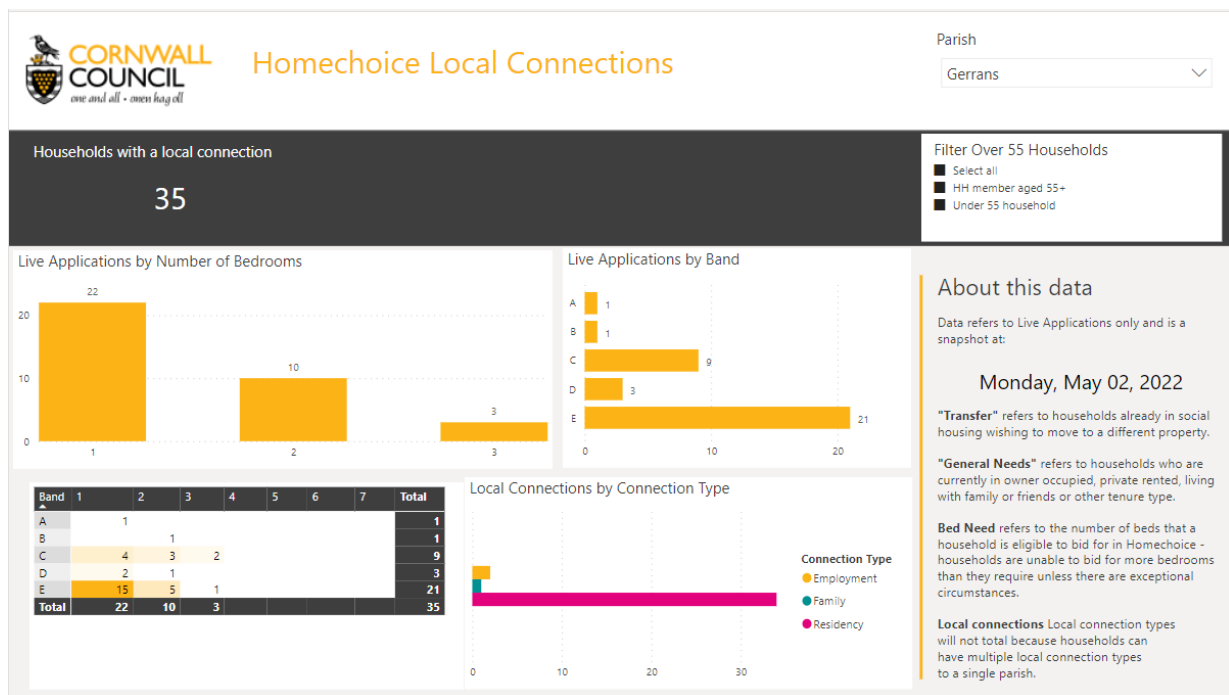 CORNWALL
COUNCIL
one and all • onen hag oll
Homechoice Local Connections
Parish
Gerrans
Households with a local connection
35
Filter Over 55 Households
Select all
HH member aged 55+
Under 55 household
Live Applications by Number of Bedrooms
22
20
10
10
3
0
1 2 3
Live Applications by Band
A 1
B 1
C 9
D 3
E 21
0 10 20
Band 1 2 3 4 5 6 7 Total
A 1 1
B 1 1
C 4 3 2 9
D 2 1 3
E 15 5 1 21
Total 22 10 3 35
Local Connections by Connection Type
Connection Type
Employment
Family
Residency
0 10 20 30
About this data
Data refers to Live Applications only and is a
snapshot at:
Monday, May 02, 2022
"Transfer" refers to households already in social
housing wishing to move to a different property.
"General Needs" refers to households who are
currently in owner occupied, private rented, living
with family or friends or other tenure type.
Bed Need refers to the number of beds that a
household is eligible to bid for in Homechoice -
households are unable to bid for more bedrooms
than they require unless there are exceptional
circumstances.
Local connections Local connection types
will not total because households can
have multiple local connection types
to a single parish.